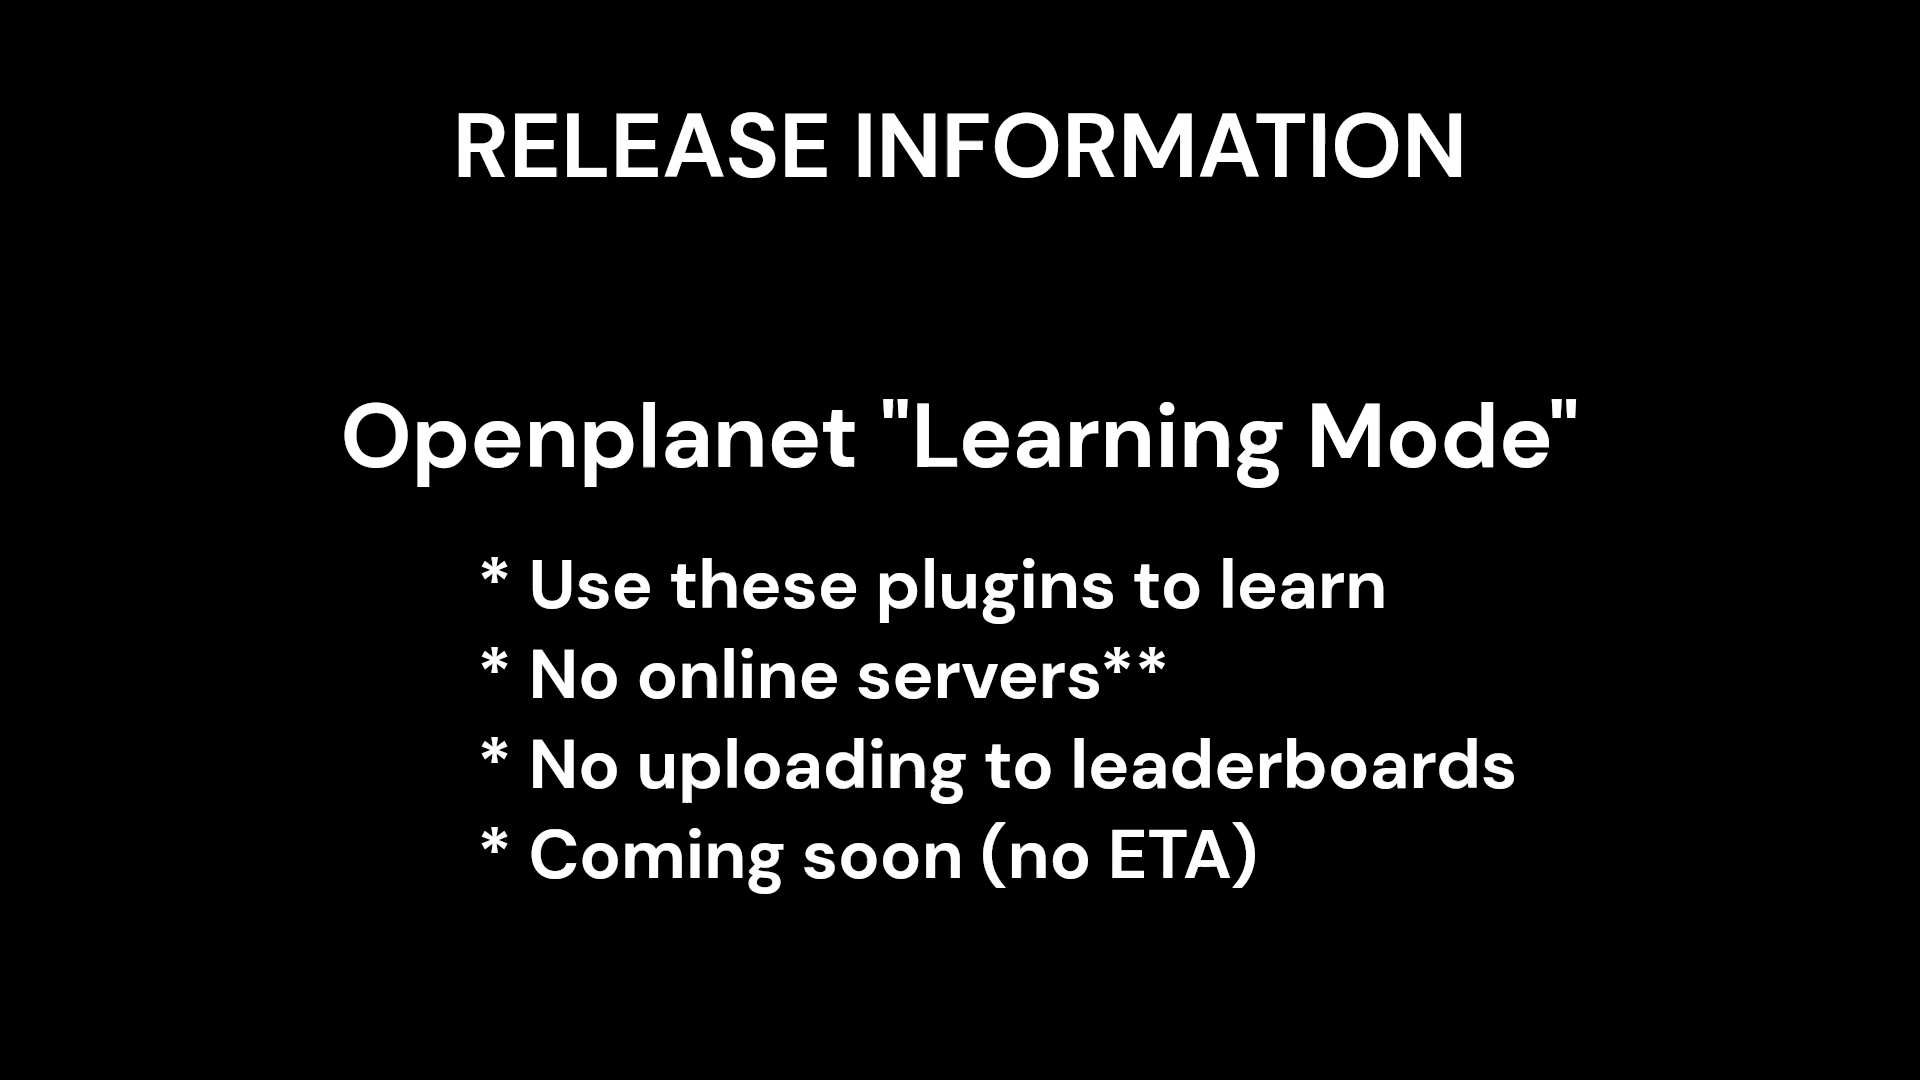 RELEASE INFORMATION
Openplanet "Learning Mode"
* Use these plugins to learn
* No online servers**
* No uploading to leaderboards
* Coming soon (no ETA)